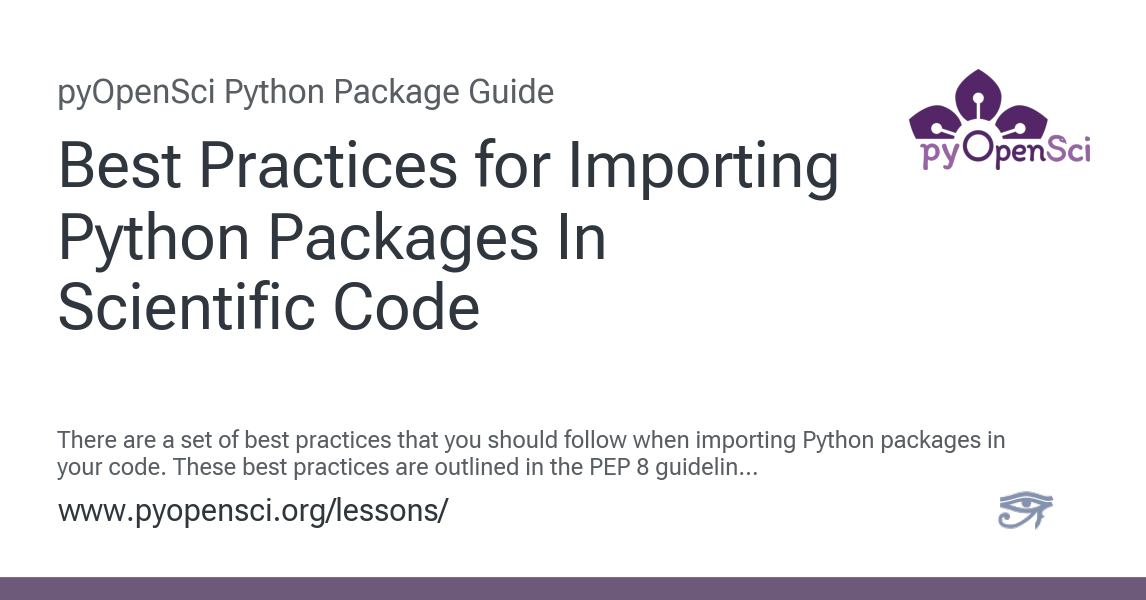 pyOpenSci Python Package Guide
Best Practices for Importing
Python Packages In
Scientific Code
pyOpenSci
There are a set of best practices that you should follow when importing Python packages in
your code. These best practices are outlined in the PEP 8 guidelin...
www.pyopensci.org/lessons/